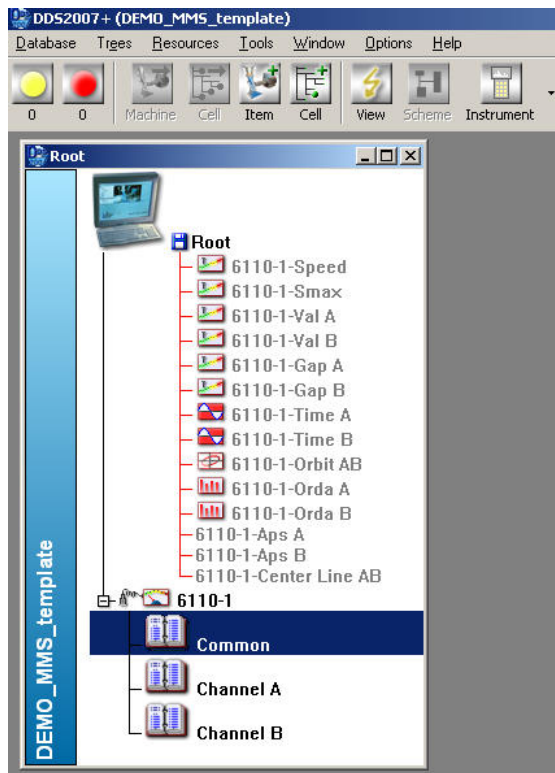 DDS2007+ (DEMO_MMS_template)
Database Trees Resources Tools Window Options Help
0 0 Machine Cell Item Cell View Scheme Instrument
Root
Root
6110-1-Speed
6110-1-Smax
6110-1-Val A
6110-1-Val B
6110-1-Gap A
6110-1-Gap B
6110-1-Time A
6110-1-Time B
6110-1-Orbit AB
6110-1-Orda A
6110-1-Orda B
6110-1-Aps A
6110-1-Aps B
6110-1-Center Line AB
6110-1
Common
Channel A
Channel B
DEMO_MMS_template